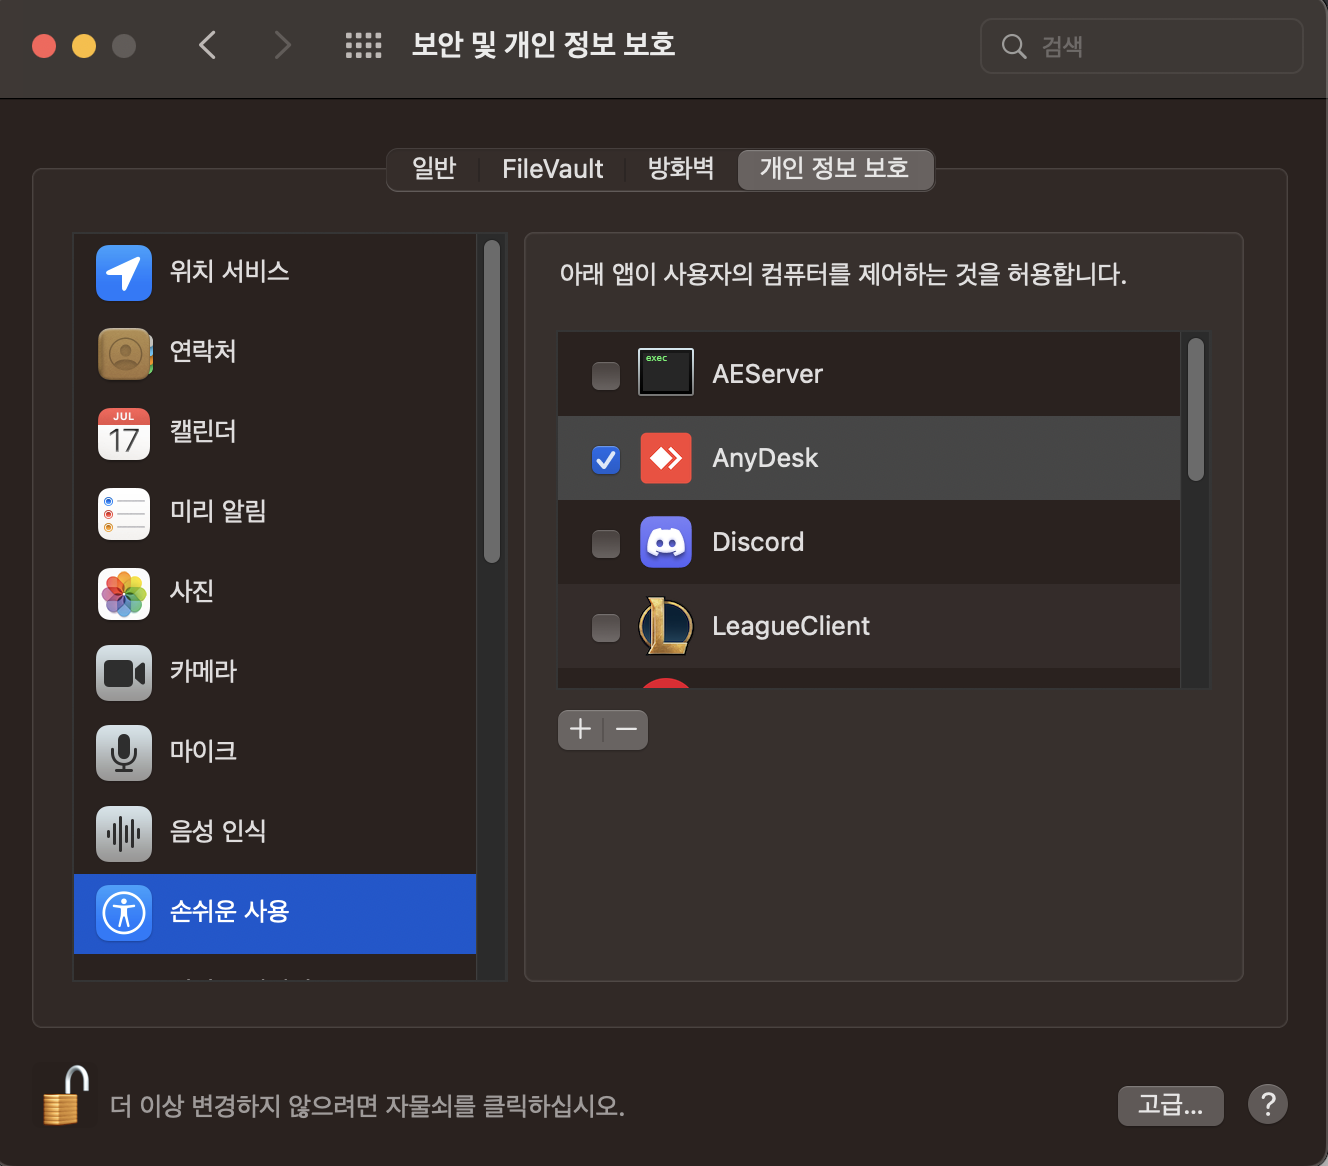 보안 및 개인 정보 보호
검색
일반
FileVault
방화벽
개인 정보 보호
위치 서비스
연락처
JUL
17
캘린더
미리 알림
사진
카메라
마이크
음성 인식
손쉬운 사용
아래 앱이 사용자의 컴퓨터를 제어하는 것을 허용합니다.
exec
AEServer
AnyDesk
Discord
LeagueClient
더 이상 변경하지 않으려면 자물쇠를 클릭하십시오.
고급...
?